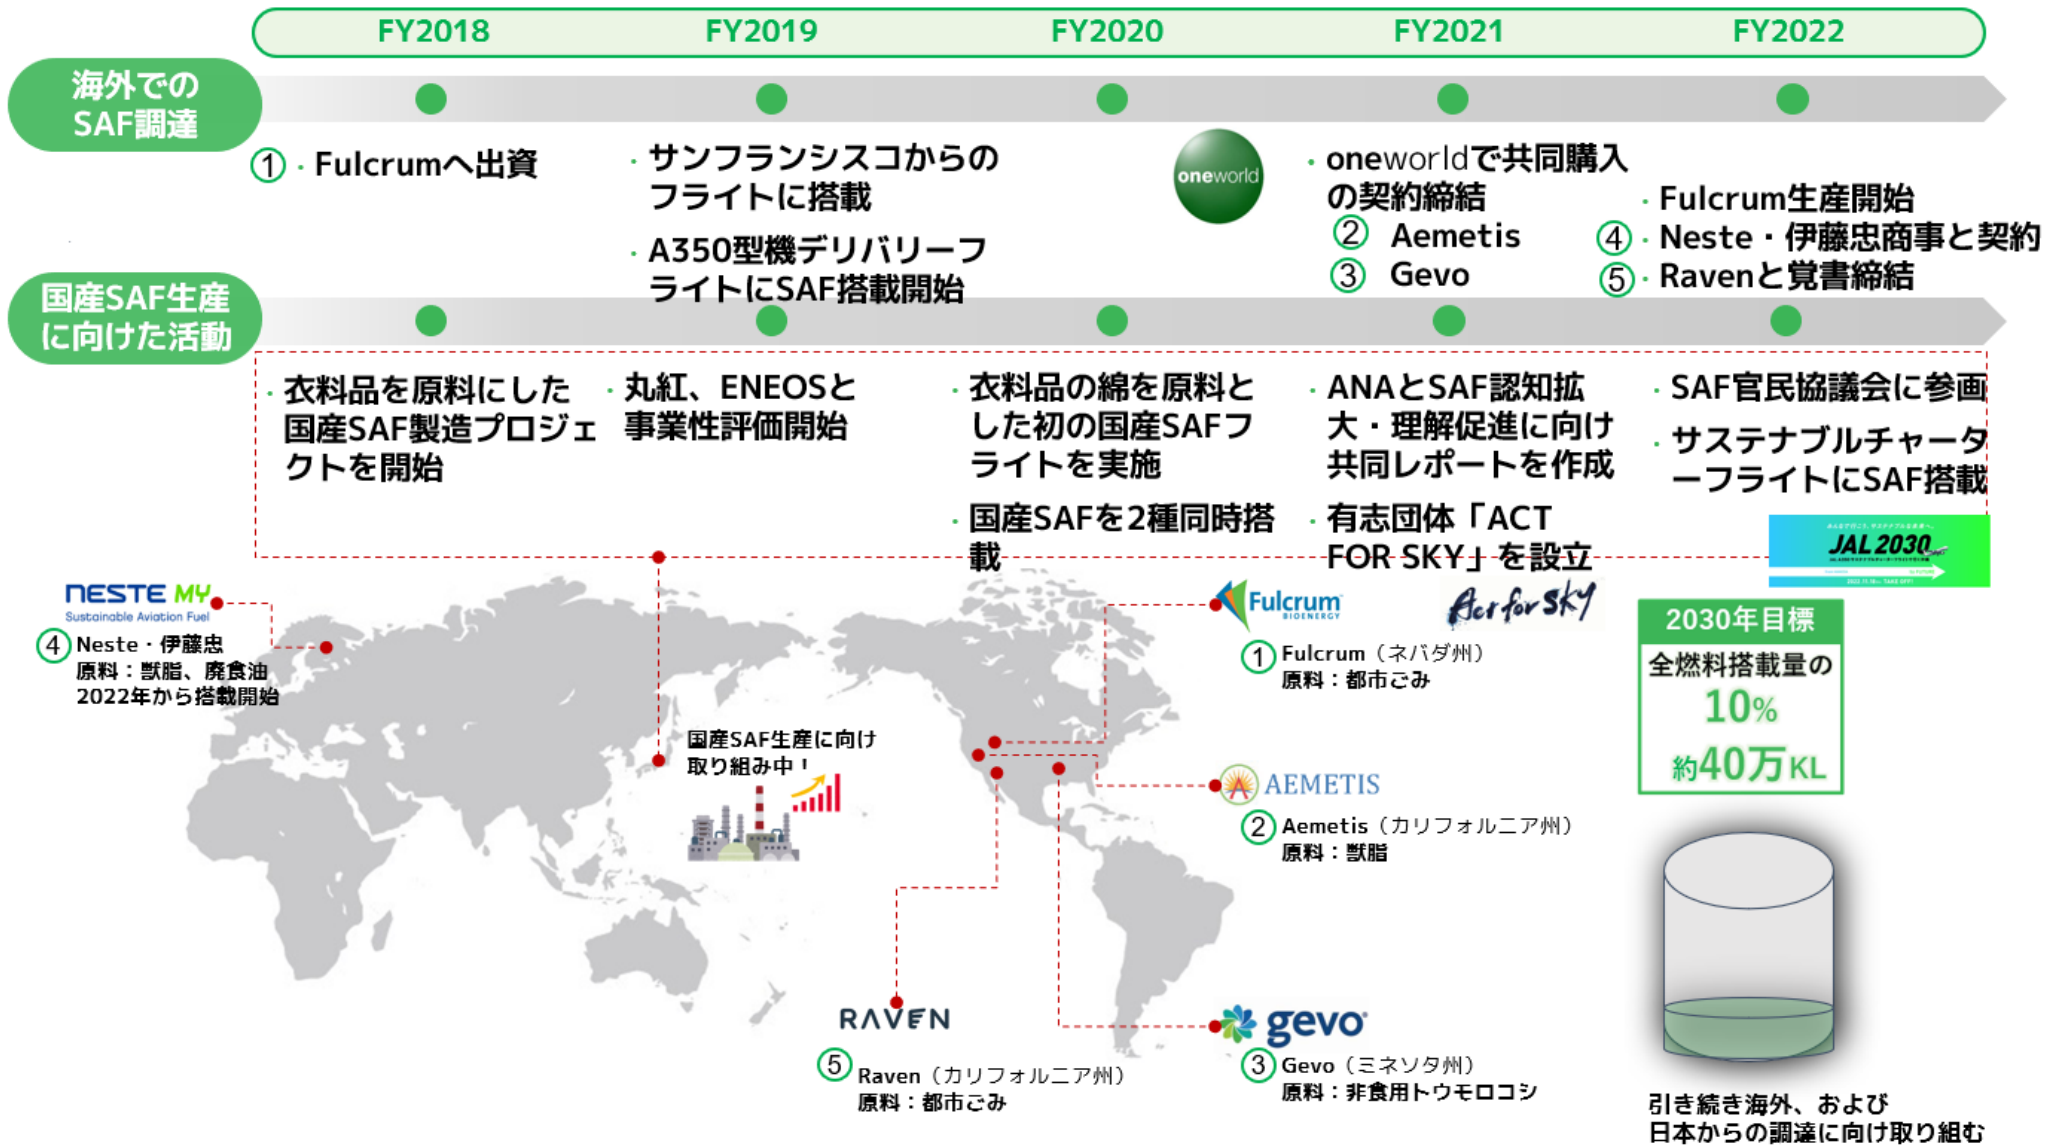 FY2018
FY2019
FY2020
FY2021
FY2022
海外での
SAF調達
① ・ Fulcrumへ出資
・ サンフランシスコからの
フライトに搭載
・ A350型機デリバリーフ
ライトにSAF搭載開始
oneworld
・ oneworldで共同購入
の契約締結
② Aemetis
③ Gevo
・ Fulcrum生産開始
④ ・ Neste・伊藤忠商事と契約
⑤ ・ Ravenと覚書締結
国産SAF生産
に向けた活動
・ 衣料品を原料にした
国産SAF製造プロジェ
クトを開始
・ 丸紅、ENEOSと
事業性評価開始
・ 衣料品の綿を原料と
した初の国産SAFフ
ライトを実施
・ 国産SAFを2種同時搭
載
・ ANAとSAF認知拡
大・理解促進に向け
共同レポートを作成
・ 有志団体「ACT
FOR SKY」を設立
・ SAF官民協議会に参画
・ サステナブルチャータ
ーフライトにSAF搭載
JAL 2030
NESTE MY
Sustainable Aviation Fuel
④ Neste・伊藤忠
原料：獣脂、廃食油
2022年から搭載開始
国産SAF生産に向け
取り組み中！
Fulcrum
BIOENERGY
① Fulcrum（ネバダ州）
原料：都市ごみ
Act for SKY
AEMETIS
② Aemetis（カリフォルニア州）
原料：獣脂
RAVEN
⑤ Raven（カリフォルニア州）
原料：都市ごみ
gevo
③ Gevo（ミネソタ州）
原料：非食用トウモロコシ
2030年目標
全燃料搭載量の
10%
約40万KL
引き続き海外、および
日本からの調達に向け取り組む